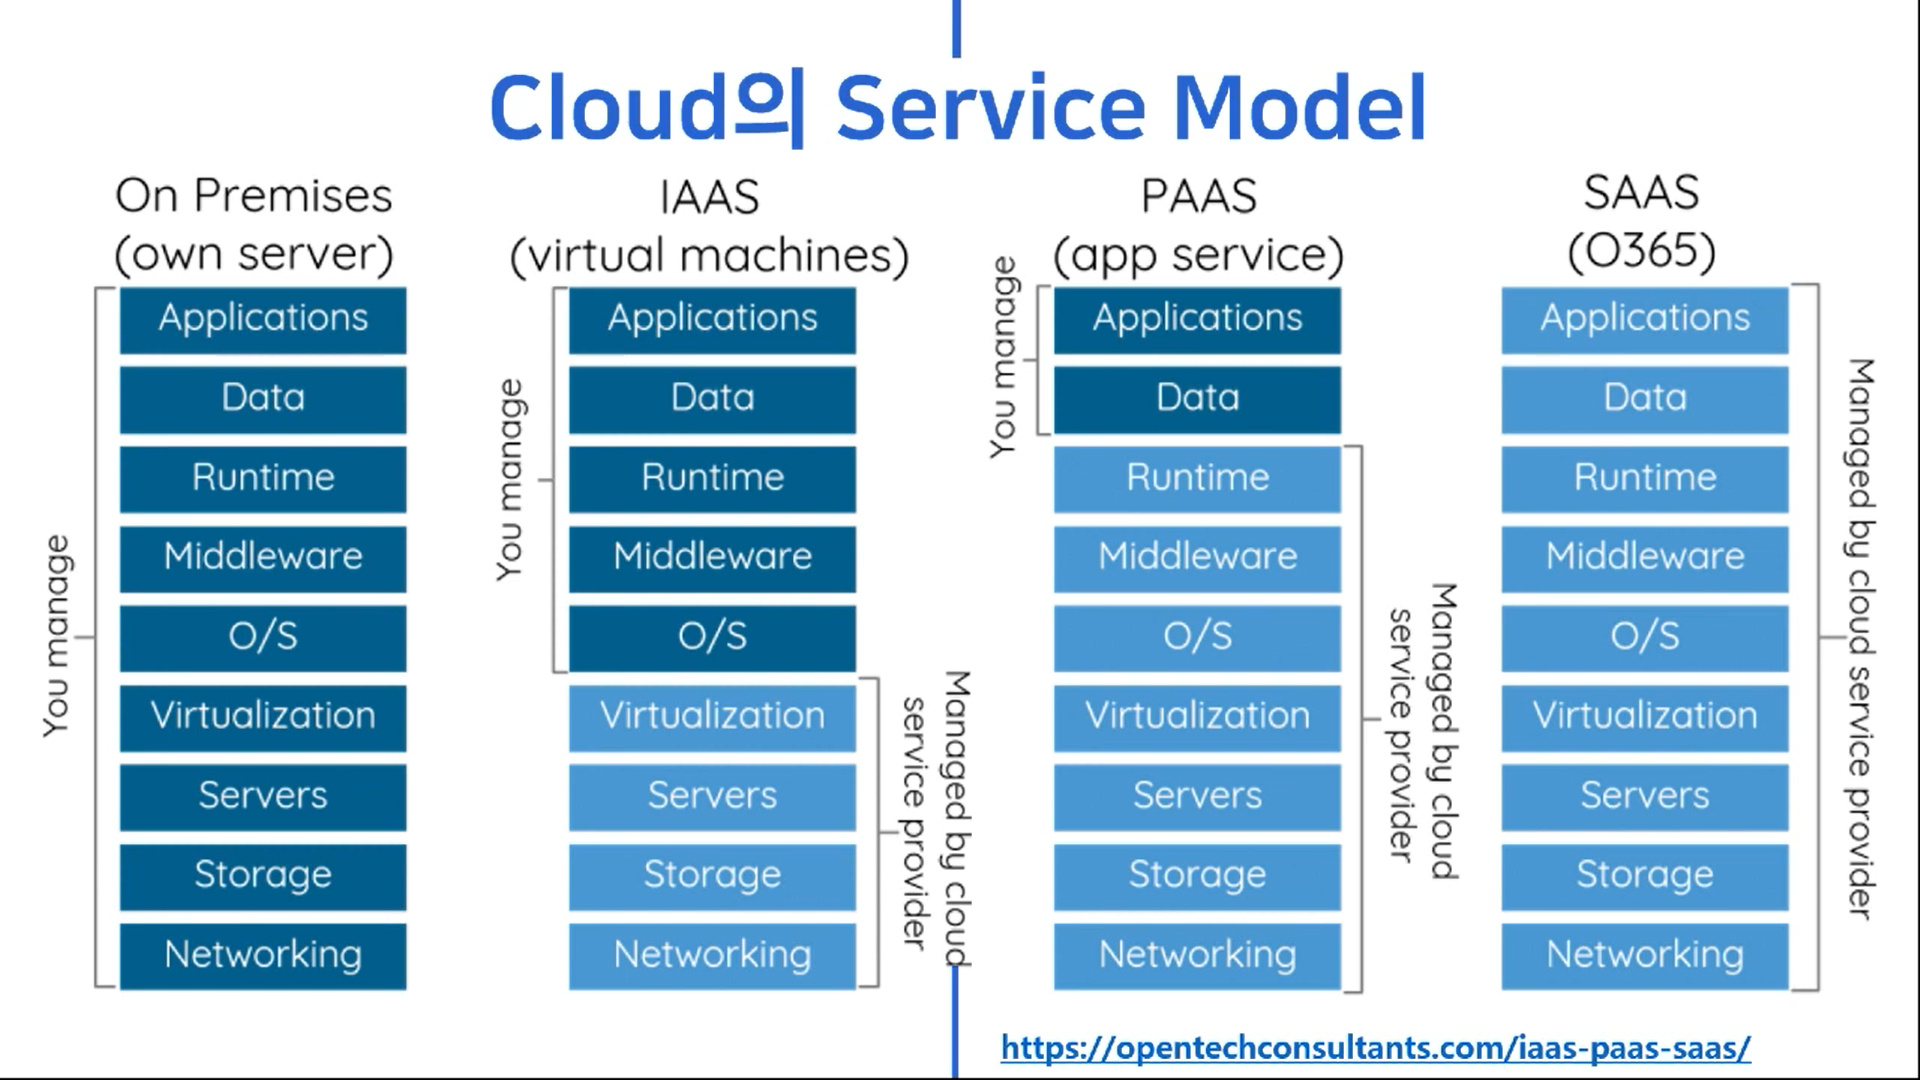 Cloud의 Service Model
On Premises
(own server)
You manage
Applications
Data
Runtime
Middleware
O/S
Virtualization
Servers
Storage
Networking
IAAS
(virtual machines)
You manage
Applications
Data
Runtime
Middleware
O/S
Virtualization
Servers
Storage
Networking
Managed by cloud
service provider
PAAS
(app service)
You manage
Applications
Data
Runtime
Middleware
O/S
Virtualization
Servers
Storage
Networking
Managed by cloud
service provider
SAAS
(O365)
Applications
Data
Runtime
Middleware
O/S
Virtualization
Servers
Storage
Networking
Managed by cloud service provider
https://opentechconsultants.com/iaas-paas-saas/